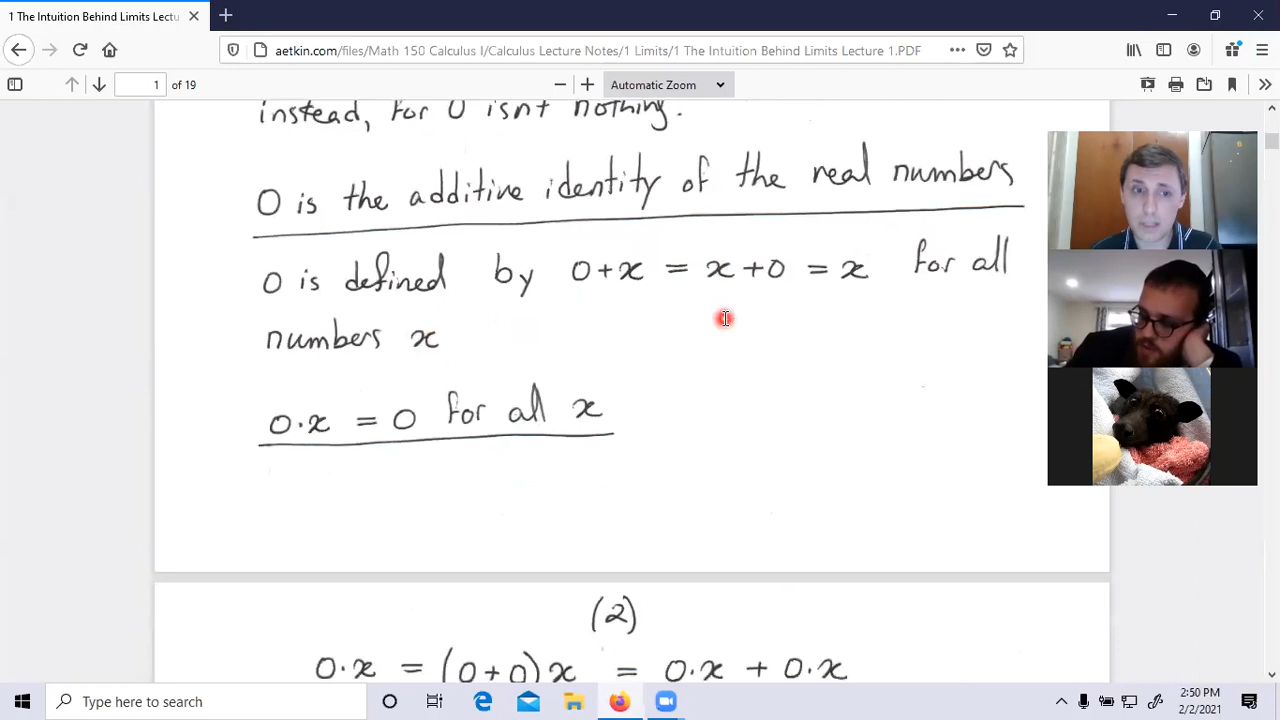 1 The Intuition Behind Limits Lectu
aetkin.com/files/Math 150 Calculus I/Calculus Lecture Notes/1 Limits/1 The Intuition Behind Limits Lecture 1.PDF
1 of 19
Automatic Zoom
instead, for 0 isn't nothing.
0 is the additive identity of the real numbers
0 is defined by 0+x = x+0 = x for all
numbers x
0·x = 0 for all x
(2)
0·x = (0+0)x = 0·x + 0·x
Type here to search
2:50 PM
2/2/2021